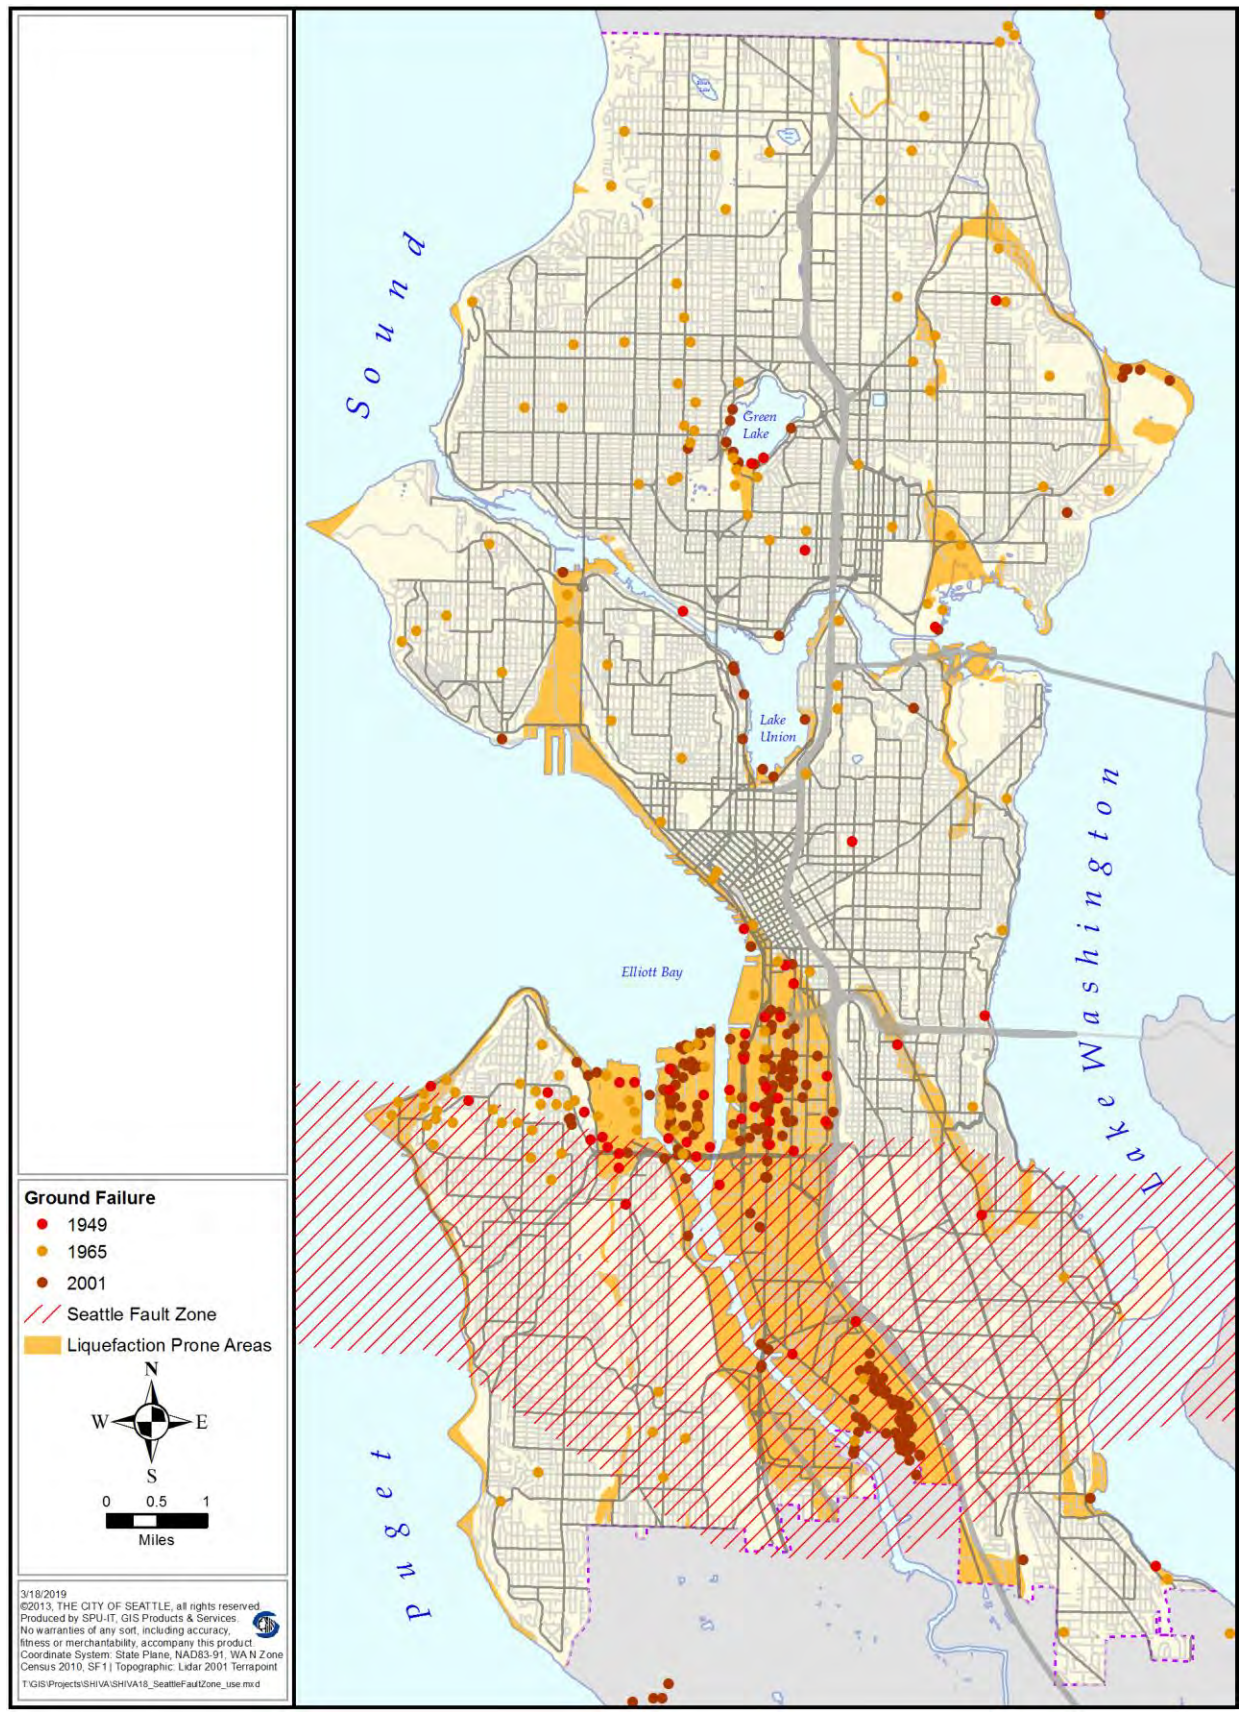 Sound
Green
Lake
Lake
Union
Elliott Bay
Lake Washington
Puget
Ground Failure
1949
1965
2001
Seattle Fault Zone
Liquefaction Prone Areas
N
W E
S
0 0.5 1
Miles
3/18/2019
©2013, THE CITY OF SEATTLE, all rights reserved.
Produced by SPU-IT, GIS Products & Services.
No warranties of any sort, including accuracy,
fitness or merchantability, accompany this product.
Coordinate System: State Plane, NAD83-91, WA N Zone
Census 2010, SF1 | Topographic: Lidar 2001 Terrapoint
T:\GIS\Projects\SHIVA\SHIVA18_SeattleFaultZone_use.mxd